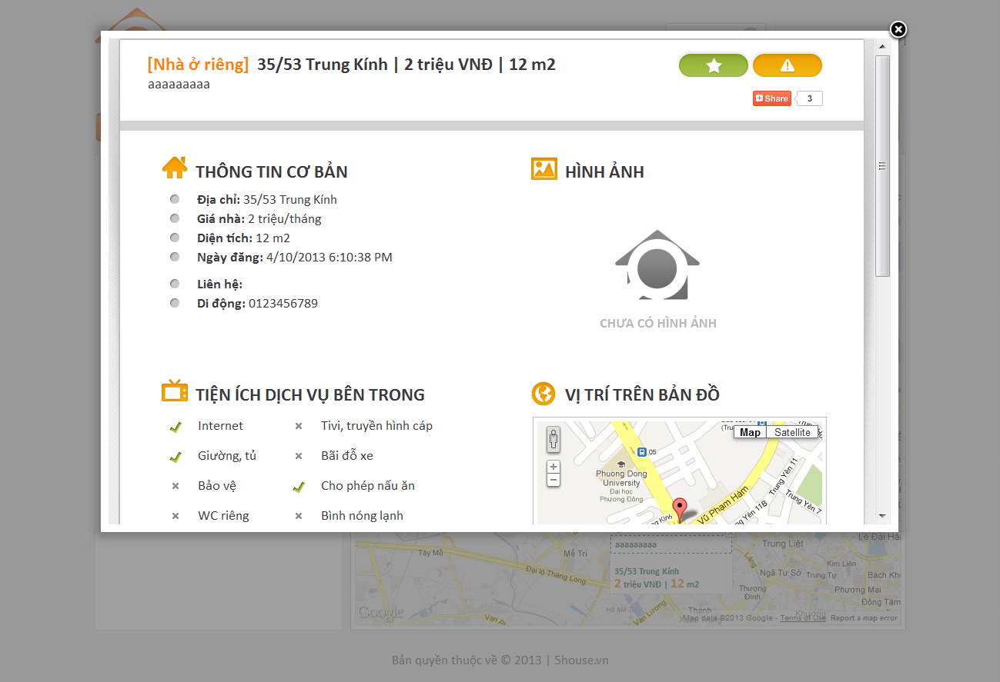 [Nhà ở riêng] 35/53 Trung Kính | 2 triệu VNĐ | 12 m2
aaaaaaaaa
Share 3
THÔNG TIN CƠ BẢN
Địa chỉ: 35/53 Trung Kính
Giá nhà: 2 triệu/tháng
Diện tích: 12 m2
Ngày đăng: 4/10/2013 6:10:38 PM
Liên hệ:
Di động: 0123456789
HÌNH ẢNH
CHƯA CÓ HÌNH ẢNH
TIỆN ÍCH DỊCH VỤ BÊN TRONG
Internet
Tivi, truyền hình cáp
Giường, tủ
Bãi đỗ xe
Bảo vệ
Cho phép nấu ăn
WC riêng
Bình nóng lạnh
VỊ TRÍ TRÊN BẢN ĐỒ
Map
Satellite
05
Phuong Dong
University
Đại học
Phương Đông
Vũ Phạm Hàm
Trung Yên 11
Trung Yên 7
Yên 11B
Kính
aaaaaaaaa
35/53 Trung Kính
2 triệu VNĐ | 12 m2
Tây Mỗ
Mễ Trì
Đại lộ Thăng Long
Trung Liệt
Lê Đại
Láng
Kim Liên
Ngã Tư Sở
Trung Tự
Bách
Thượng
Đình
Phương Mai
Đồng Tâm
Hồ Mễ Trì
Văn Lương
Thanh
Khương
Google
Map data ©2013 Google - Terms of Use
Report a map error
Bản quyền thuộc về © 2013 | 5house.vn